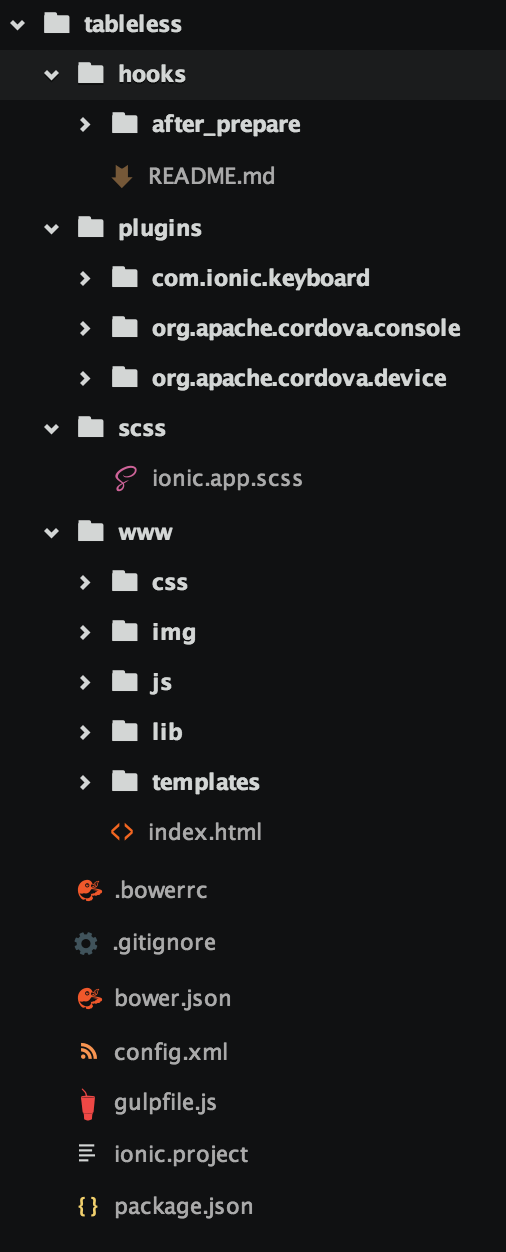 tableless
hooks
after_prepare
README.md
plugins
com.ionic.keyboard
org.apache.cordova.console
org.apache.cordova.device
scss
ionic.app.scss
www
css
img
js
lib
templates
index.html
.bowerrc
.gitignore
bower.json
config.xml
gulpfile.js
ionic.project
package.json